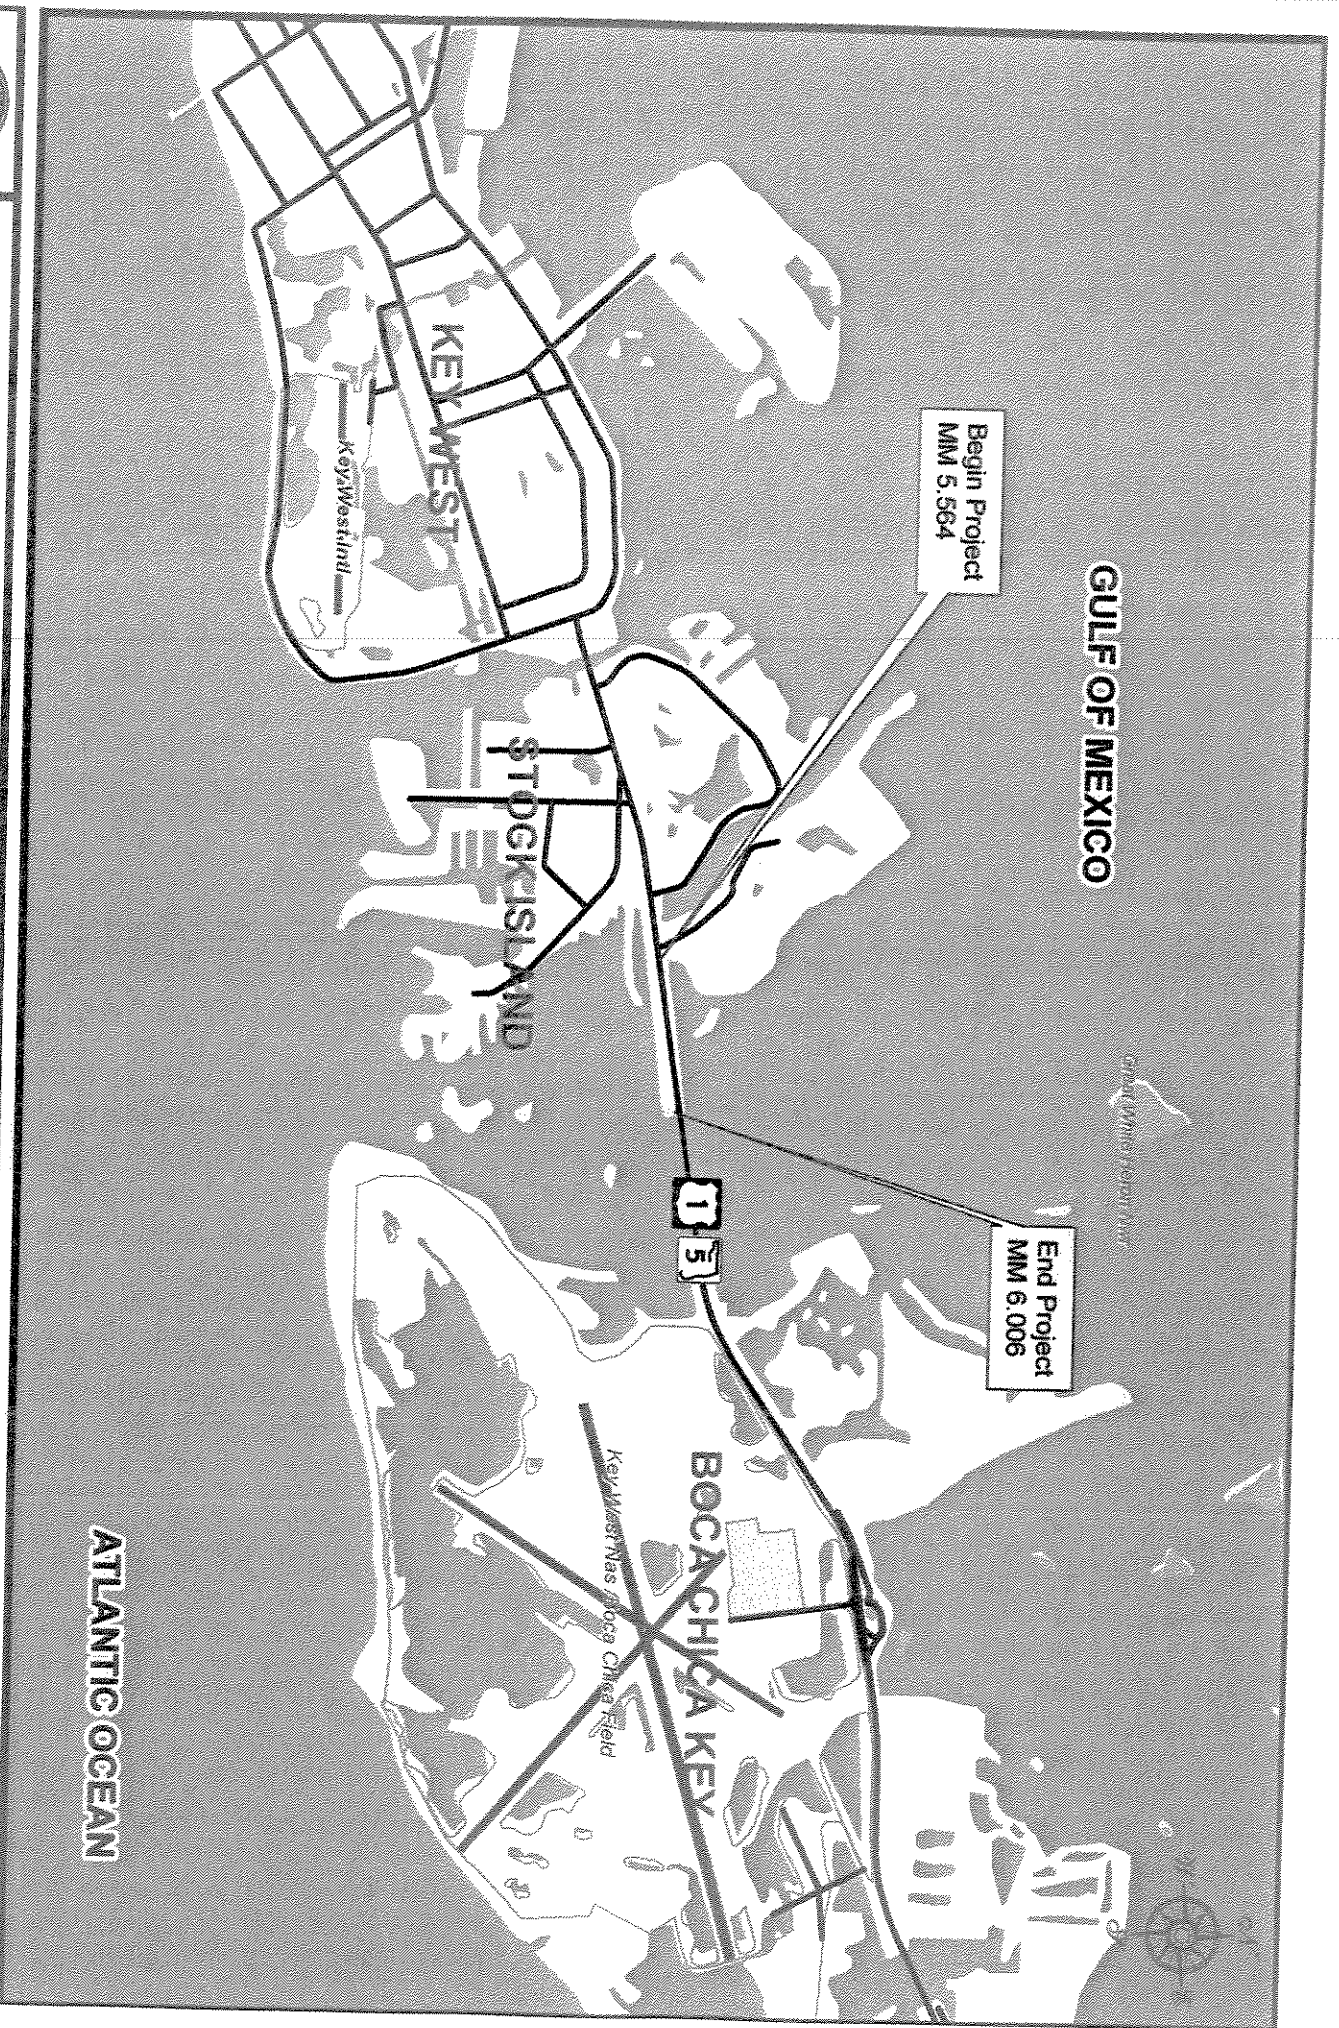 GULF OF MEXICO
Begin Project
MM 5.564
End Project
MM 6.006
1
5
KEY WEST
Key West Intl
STOCK ISLAND
BOCA CHICA KEY
Key West Nas /Boca Chica Field
ATLANTIC OCEAN